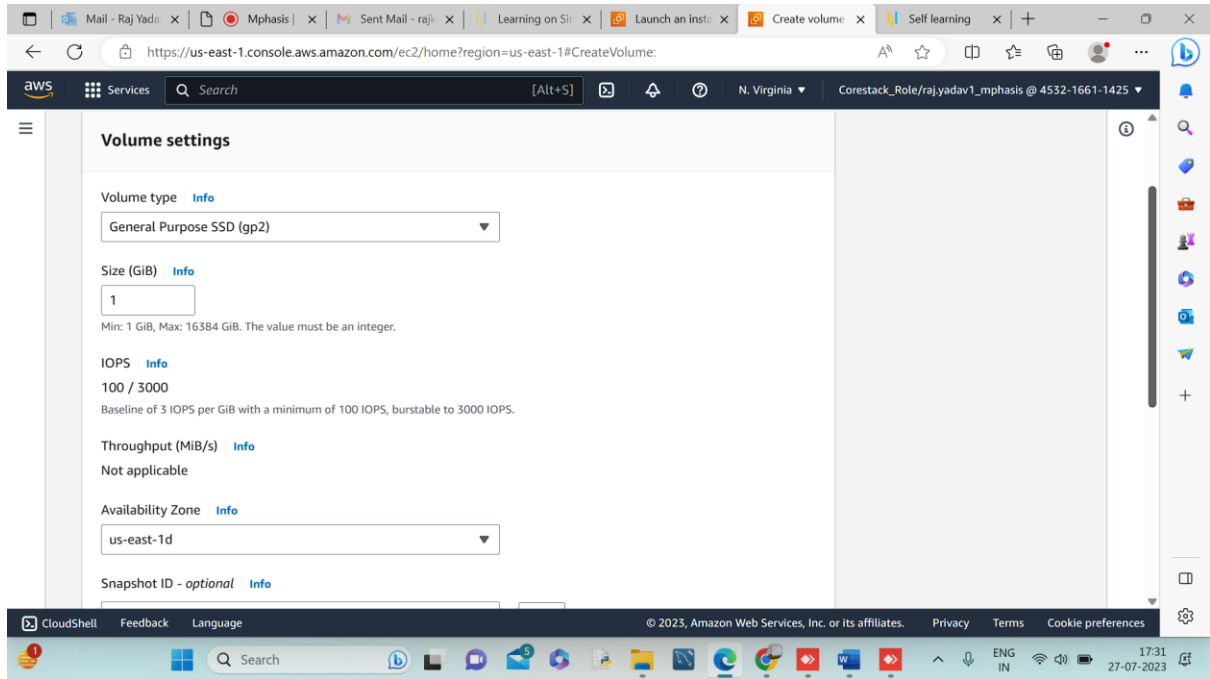 Mail - Raj Yada
Mphasis |
Sent Mail - rajk
Learning on Sin
Launch an insta
Create volume
Self learning
https://us-east-1.console.aws.amazon.com/ec2/home?region=us-east-1#CreateVolume:
aws
Services
Search
[Alt+S]
N. Virginia
Corestack_Role/raj.yadav1_mphasis @ 4532-1661-1425
Volume settings
Volume type Info
General Purpose SSD (gp2)
Size (GiB) Info
1
Min: 1 GiB, Max: 16384 GiB. The value must be an integer.
IOPS Info
100 / 3000
Baseline of 3 IOPS per GiB with a minimum of 100 IOPS, burstable to 3000 IOPS.
Throughput (MiB/s) Info
Not applicable
Availability Zone Info
us-east-1d
Snapshot ID - optional Info
CloudShell Feedback Language
© 2023, Amazon Web Services, Inc. or its affiliates. Privacy Terms Cookie preferences
1
Search
5
ENG
IN
17:31
27-07-2023